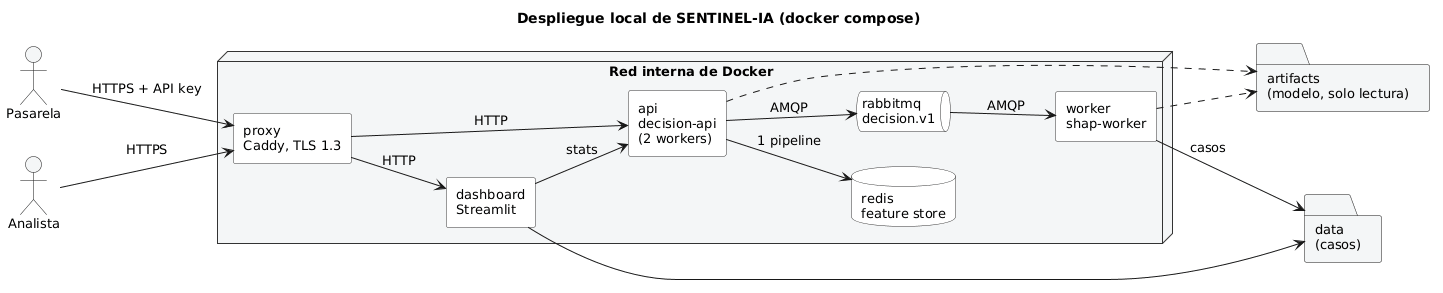 Despliegue local de SENTINEL-IA (docker compose)
Red interna de Docker
Pasarela
Analista
HTTPS + API key
HTTPS
proxy
Caddy, TLS 1.3
HTTP
HTTP
dashboard
Streamlit
stats
api
decision-api
(2 workers)
AMQP
1 pipeline
rabbitmq
decision.v1
redis
feature store
AMQP
worker
shap-worker
casos
artifacts
(modelo, solo lectura)
data
(casos)